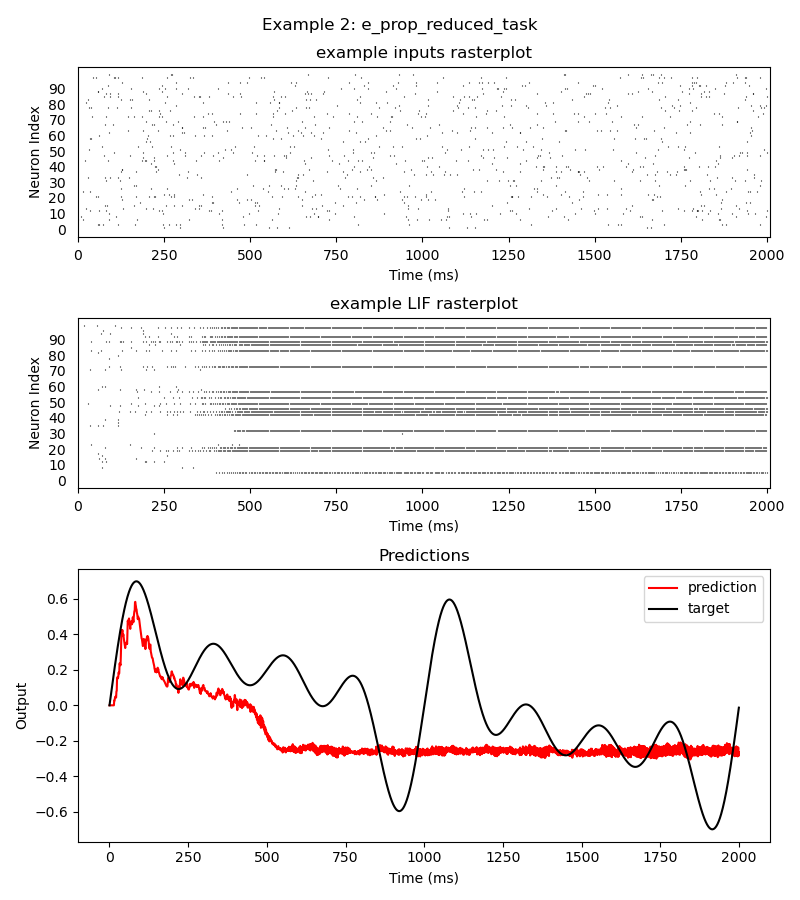 Example 2: e_prop_reduced_task
example inputs rasterplot
90
80
70
60
50
40
30
20
10
0
Neuron Index
0 250 500 750 1000 1250 1500 1750 2000
Time (ms)
example LIF rasterplot
90
80
70
60
50
40
30
20
10
0
Neuron Index
0 250 500 750 1000 1250 1500 1750 2000
Time (ms)
Predictions
prediction
target
0.6
0.4
0.2
0.0
−0.2
−0.4
−0.6
Output
0 250 500 750 1000 1250 1500 1750 2000
Time (ms)